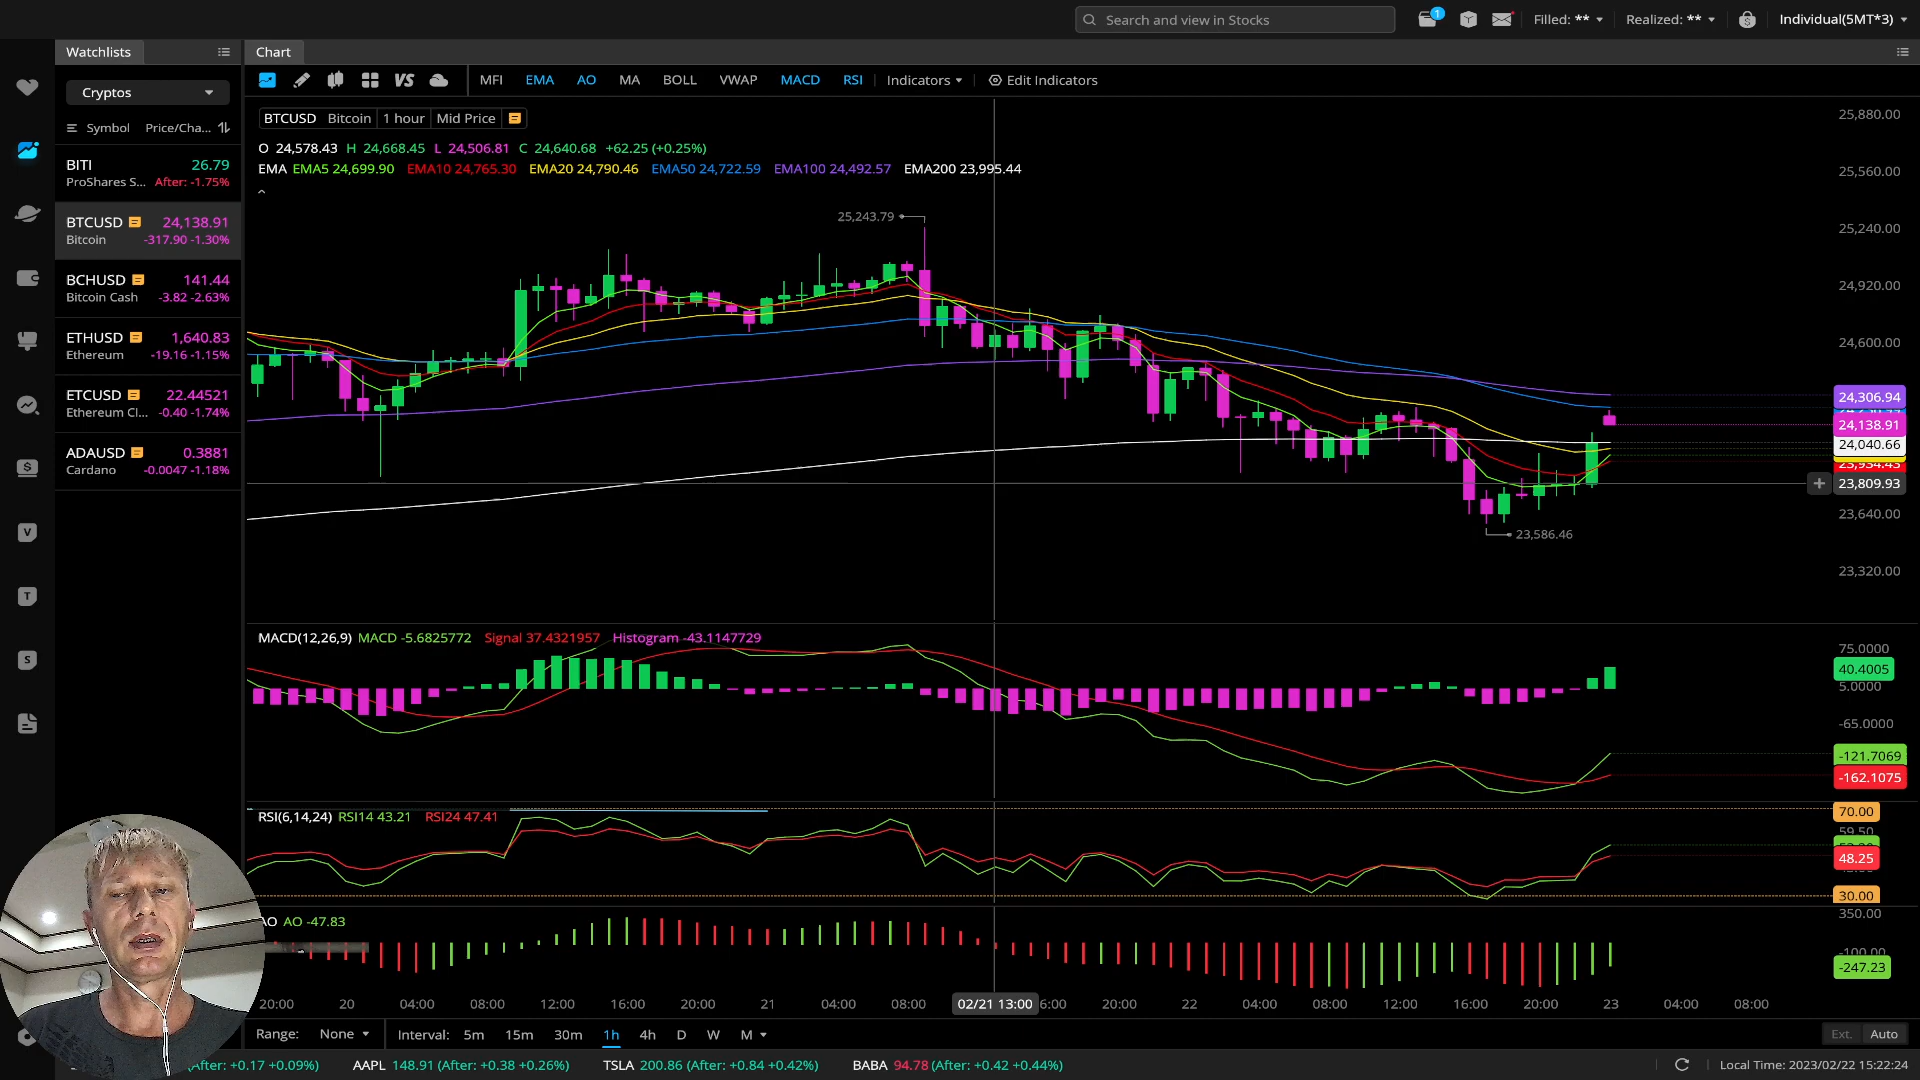 Search and view in Stocks
1
Filled: **
Realized: **
Individual(5MT*3)
Watchlists
Chart
Cryptos
MFI EMA AO MA BOLL VWAP MACD RSI Indicators Edit Indicators
VS
Symbol Price/Cha...
BTCUSD Bitcoin 1 hour Mid Price
O 24,578.43 H 24,668.45 L 24,506.81 C 24,640.68 +62.25 (+0.25%)
EMA EMA5 24,699.90 EMA10 24,765.30 EMA20 24,790.46 EMA50 24,722.59 EMA100 24,492.57 EMA200 23,995.44
BITI 26.79
ProShares S... After: -1.75%
BTCUSD 24,138.91
Bitcoin -317.90 -1.30%
BCHUSD 141.44
Bitcoin Cash -3.82 -2.63%
ETHUSD 1,640.83
Ethereum -19.16 -1.15%
ETCUSD 22.44521
Ethereum Cl... -0.40 -1.74%
ADAUSD 0.3881
Cardano -0.0047 -1.18%
25,243.79
23,586.46
25,880.00
25,560.00
25,240.00
24,920.00
24,600.00
24,306.94
24,138.91
24,040.66
23,934.43
23,809.93
23,640.00
23,320.00
MACD(12,26,9) MACD -5.6825772 Signal 37.4321957 Histogram -43.1147729
75.0000
40.4005
5.0000
-65.0000
-121.7069
-162.1075
RSI(6,14,24) RSI14 43.21 RSI24 47.41
70.00
59.50
48.25
30.00
AO AO -47.83
350.00
-100.00
-247.23
20:00 20 04:00 08:00 12:00 16:00 20:00 21 04:00 08:00 02/21 13:00 6:00 20:00 22 04:00 08:00 12:00 16:00 20:00 23 04:00 08:00
Range: None Interval: 5m 15m 30m 1h 4h D W M
Ext. Auto
(After: +0.17 +0.09%) AAPL 148.91 (After: +0.38 +0.26%) TSLA 200.86 (After: +0.84 +0.42%) BABA 94.78 (After: +0.42 +0.44%)
Local Time: 2023/02/22 15:22:24